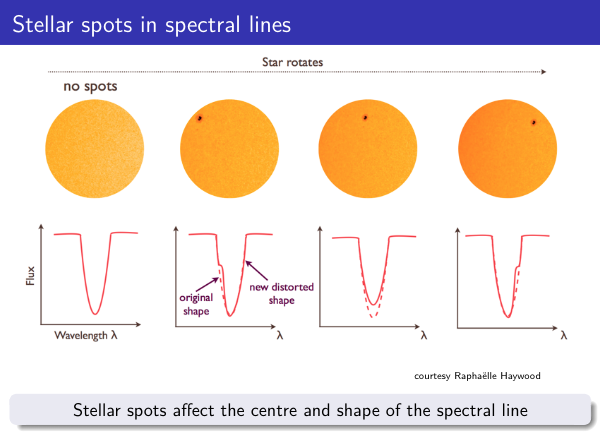 Stellar spots in spectral lines
Star rotates
no spots
Flux
Wavelength λ
original
shape
new distorted
shape
λ
λ
λ
courtesy Raphaëlle Haywood
Stellar spots affect the centre and shape of the spectral line